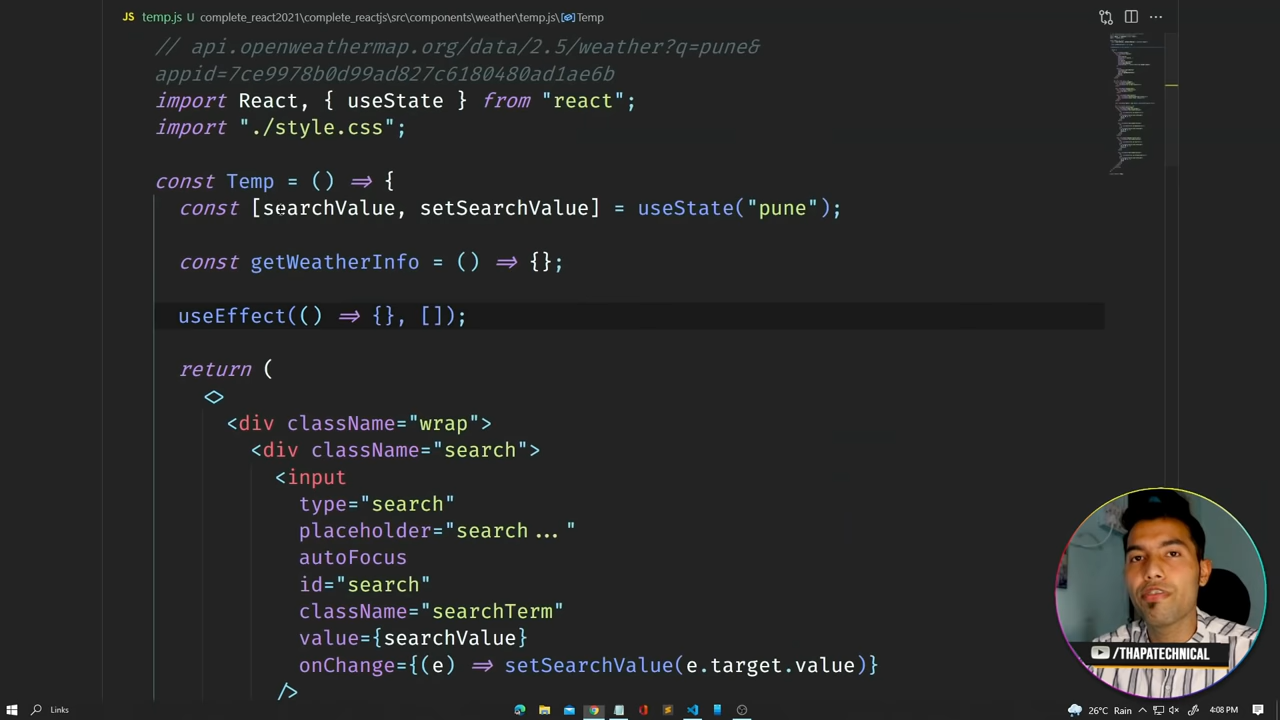 temp.js U complete_react2021\complete_reactjs\src\components\weather\temp.js\Temp
// api.openweathermap.org/data/2.5/weather?q=pune&
appid=7ce9978b0d99ad827c6180480ad1ae6b
import React, { useState } from "react";
import "./style.css";
const Temp = () => {
const [searchValue, setSearchValue] = useState("pune");
const getWeatherInfo = () => {};
useEffect(() => {}, []);
return (
<>
<div className="wrap">
<div className="search">
<input
type="search"
placeholder="search..."
autoFocus
id="search"
className="searchTerm"
value={searchValue}
onChange={(e) => setSearchValue(e.target.value)}
/>
/THAPATECHNICAL
Links
26°C Rain
4:08 PM